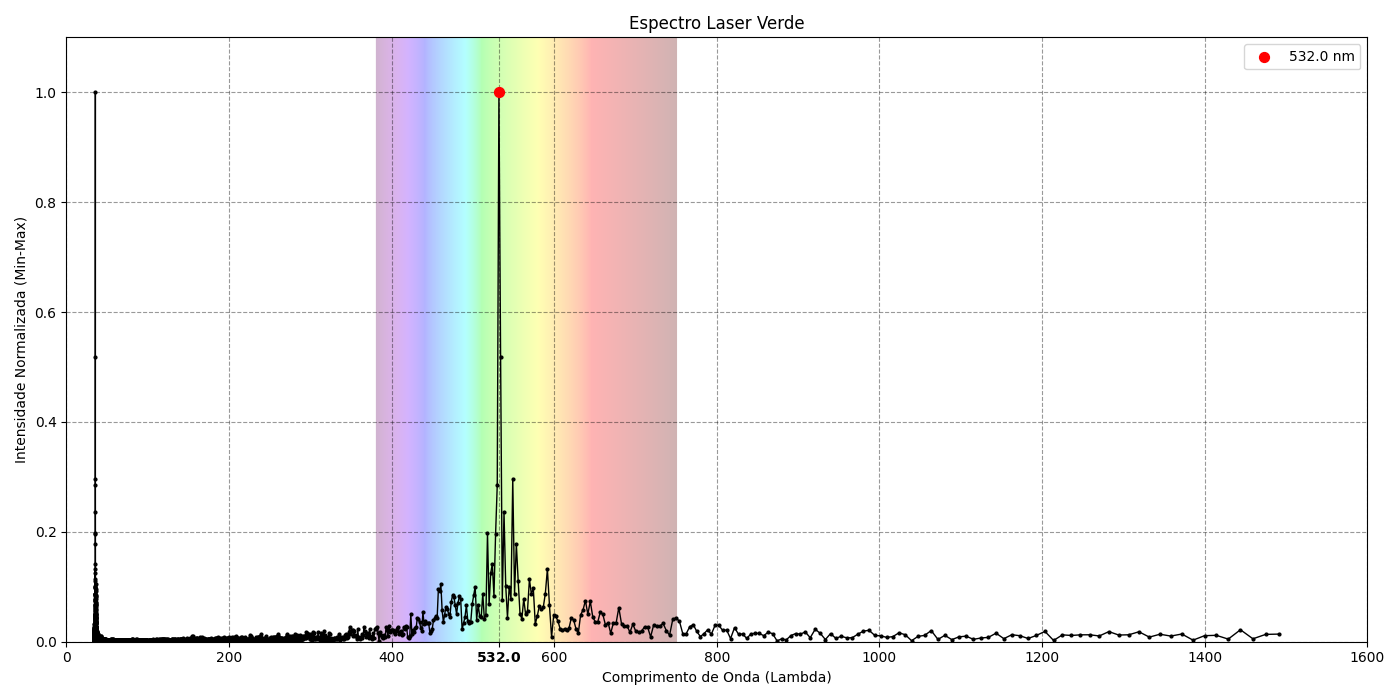 Espectro Laser Verde
532.0 nm
Intensidade Normalizada (Min-Max)
1.0
0.8
0.6
0.4
0.2
0.0
0 200 400 532.0 600 800 1000 1200 1400 1600
Comprimento de Onda (Lambda)